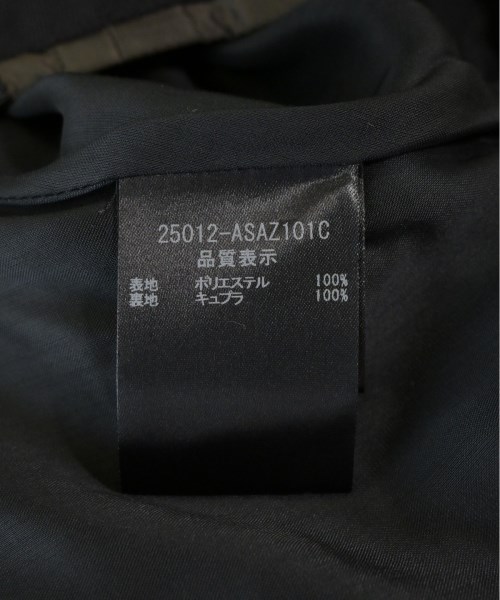 25012-ASAZ101C
品質表示
表地 ポリエステル 100%
裏地 キュプラ 100%